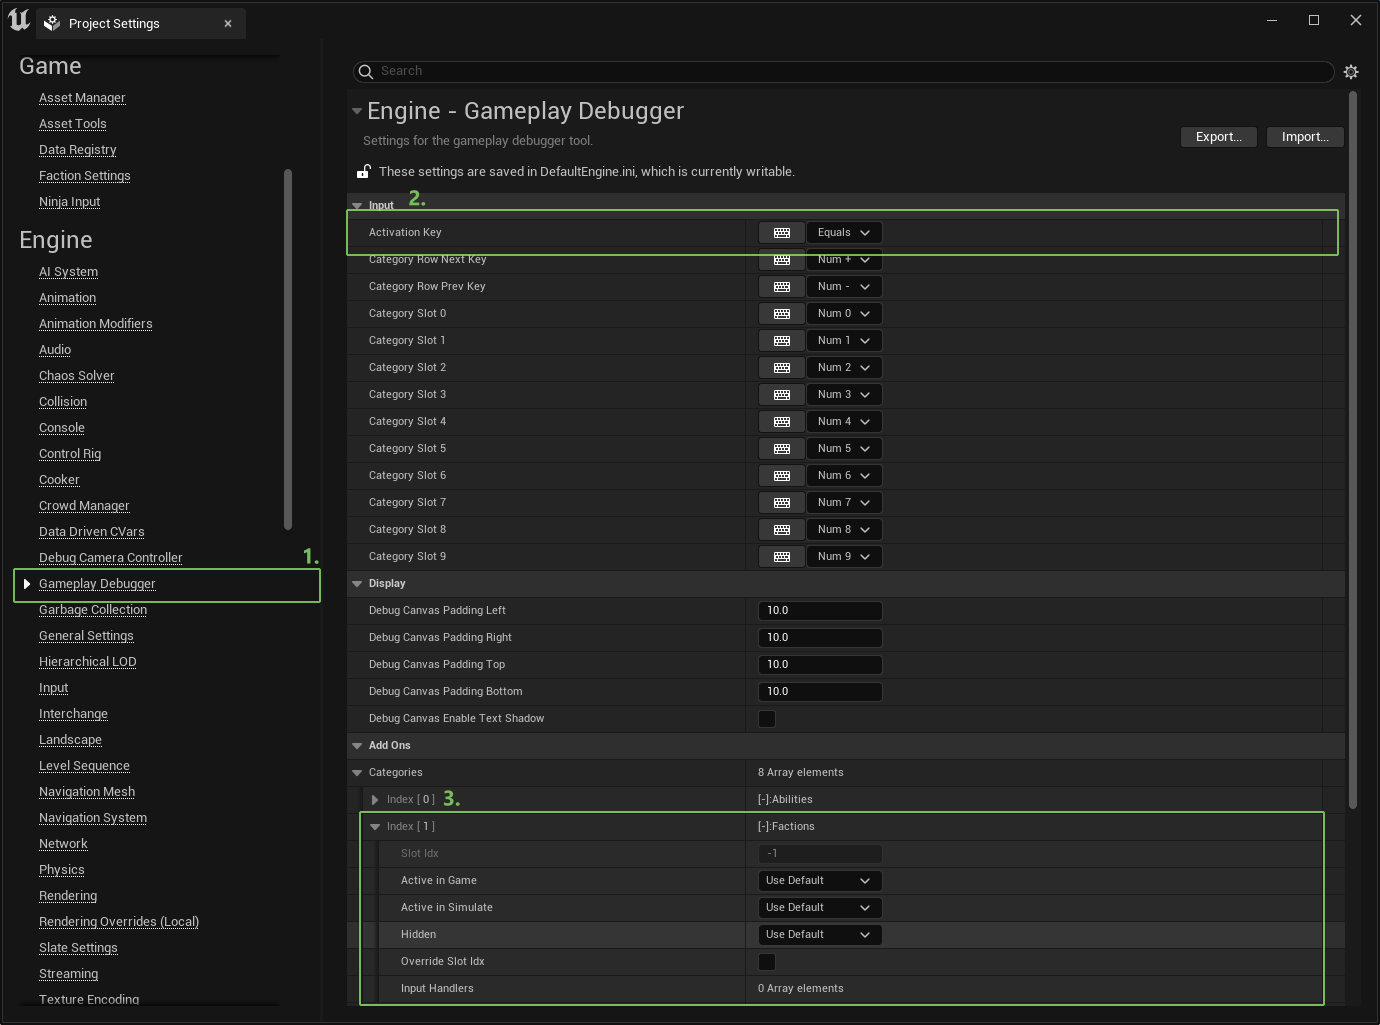 Project Settings
Game
Asset Manager
Asset Tools
Data Registry
Faction Settings
Ninja Input
Engine
AI System
Animation
Animation Modifiers
Audio
Chaos Solver
Collision
Console
Control Rig
Cooker
Crowd Manager
Data Driven CVars
Debug Camera Controller
1.
Gameplay Debugger
Garbage Collection
General Settings
Hierarchical LOD
Input
Interchange
Landscape
Level Sequence
Navigation Mesh
Navigation System
Network
Physics
Rendering
Rendering Overrides (Local)
Slate Settings
Streaming
Texture Encoding
Search
Engine - Gameplay Debugger
Settings for the gameplay debugger tool.
Export... Import...
These settings are saved in DefaultEngine.ini, which is currently writable.
Input 2.
Activation Key Equals
Category Row Next Key Num +
Category Row Prev Key Num -
Category Slot 0 Num 0
Category Slot 1 Num 1
Category Slot 2 Num 2
Category Slot 3 Num 3
Category Slot 4 Num 4
Category Slot 5 Num 5
Category Slot 6 Num 6
Category Slot 7 Num 7
Category Slot 8 Num 8
Category Slot 9 Num 9
Display
Debug Canvas Padding Left 10.0
Debug Canvas Padding Right 10.0
Debug Canvas Padding Top 10.0
Debug Canvas Padding Bottom 10.0
Debug Canvas Enable Text Shadow
Add Ons
Categories 8 Array elements
Index [ 0 ] 3. [-]:Abilities
Index [ 1 ] [-]:Factions
Slot Idx -1
Active in Game Use Default
Active in Simulate Use Default
Hidden Use Default
Override Slot Idx
Input Handlers 0 Array elements